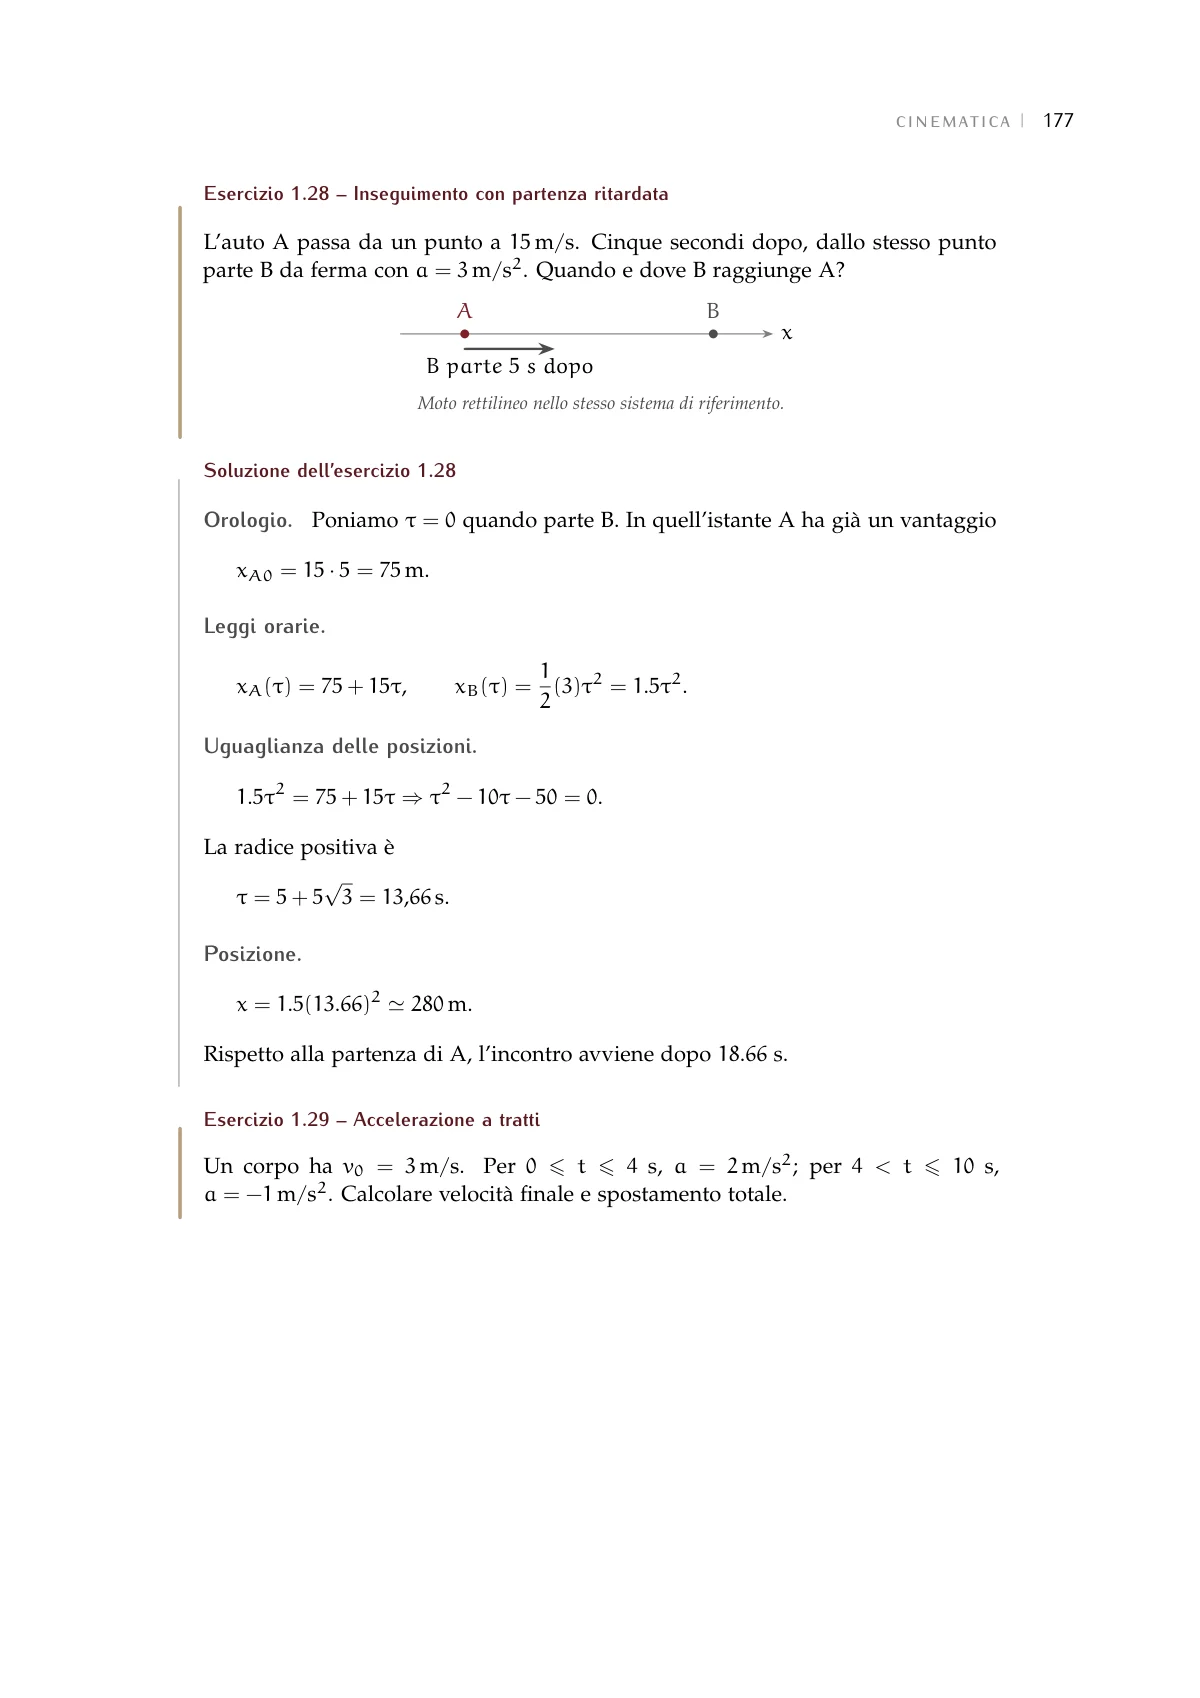 CINEMATICA | 177
Esercizio 1.28 – Inseguimento con partenza ritardata
L'auto A passa da un punto a 15 m/s. Cinque secondi dopo, dallo stesso punto
parte B da ferma con a = 3 m/s². Quando e dove B raggiunge A?
A B
x
B parte 5 s dopo
Moto rettilineo nello stesso sistema di riferimento.
Soluzione dell'esercizio 1.28
Orologio. Poniamo τ = 0 quando parte B. In quell'istante A ha già un vantaggio
x_A0 = 15 · 5 = 75 m.
Leggi orarie.
x_A(τ) = 75 + 15τ, x_B(τ) = 1/2 (3)τ² = 1.5τ².
Uguaglianza delle posizioni.
1.5τ² = 75 + 15τ ⇒ τ² − 10τ − 50 = 0.
La radice positiva è
τ = 5 + 5√3 = 13,66 s.
Posizione.
x = 1.5(13.66)² ≃ 280 m.
Rispetto alla partenza di A, l'incontro avviene dopo 18.66 s.
Esercizio 1.29 – Accelerazione a tratti
Un corpo ha v₀ = 3 m/s. Per 0 ⩽ t ⩽ 4 s, a = 2 m/s²; per 4 < t ⩽ 10 s,
a = −1 m/s². Calcolare velocità finale e spostamento totale.